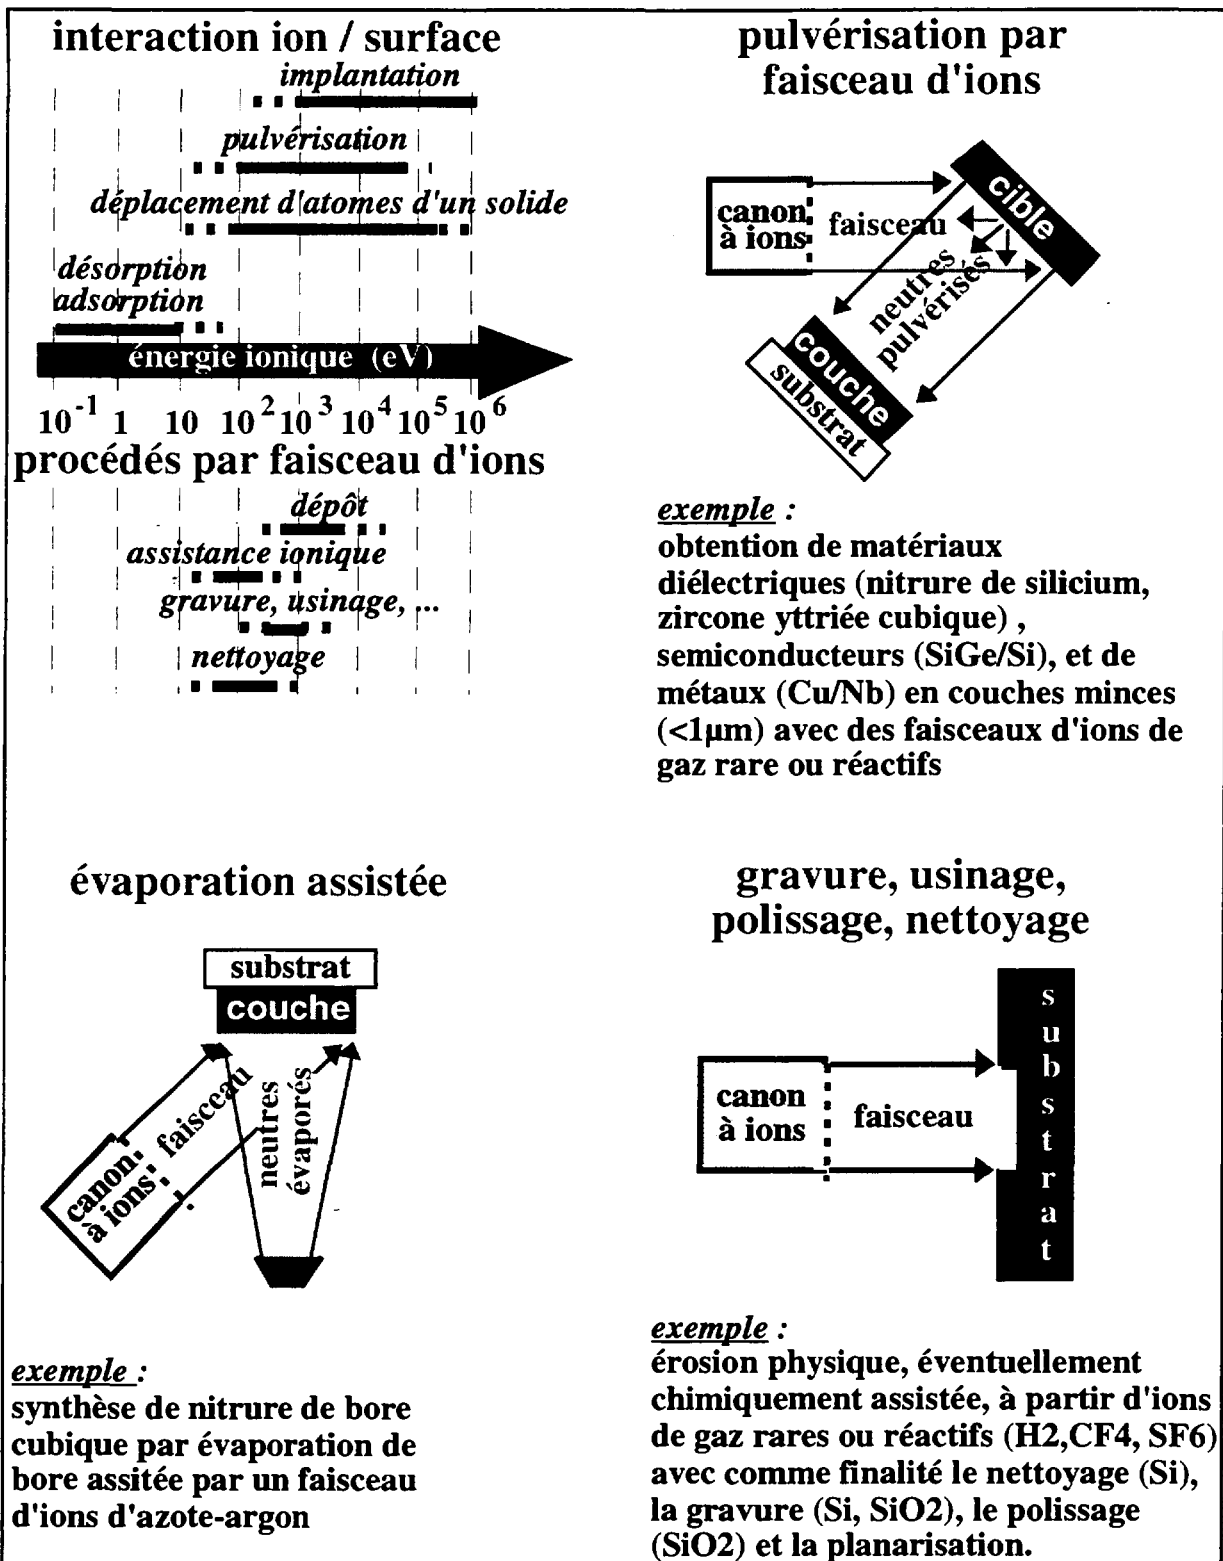 interaction ion / surface
implantation
pulvérisation
déplacement d'atomes d'un solide
désorption
adsorption
énergie ionique (eV)
10⁻¹ 1 10 10² 10³ 10⁴ 10⁵ 10⁶
procédés par faisceau d'ions
dépôt
assistance ionique
gravure, usinage, ...
nettoyage
pulvérisation par
faisceau d'ions
canon
à ions
faisceau
cible
neutres
pulvérisés
couche
substrat
exemple :
obtention de matériaux
diélectriques (nitrure de silicium,
zircone yttriée cubique) ,
semiconducteurs (SiGe/Si), et de
métaux (Cu/Nb) en couches minces
(<1µm) avec des faisceaux d'ions de
gaz rare ou réactifs
évaporation assistée
substrat
couche
faisceau
neutres
évaporés
canon
à ions
exemple :
synthèse de nitrure de bore
cubique par évaporation de
bore assitée par un faisceau
d'ions d'azote-argon
gravure, usinage,
polissage, nettoyage
canon
à ions
faisceau
substrat
exemple :
érosion physique, éventuellement
chimiquement assistée, à partir d'ions
de gaz rares ou réactifs (H2,CF4, SF6)
avec comme finalité le nettoyage (Si),
la gravure (Si, SiO2), le polissage
(SiO2) et la planarisation.